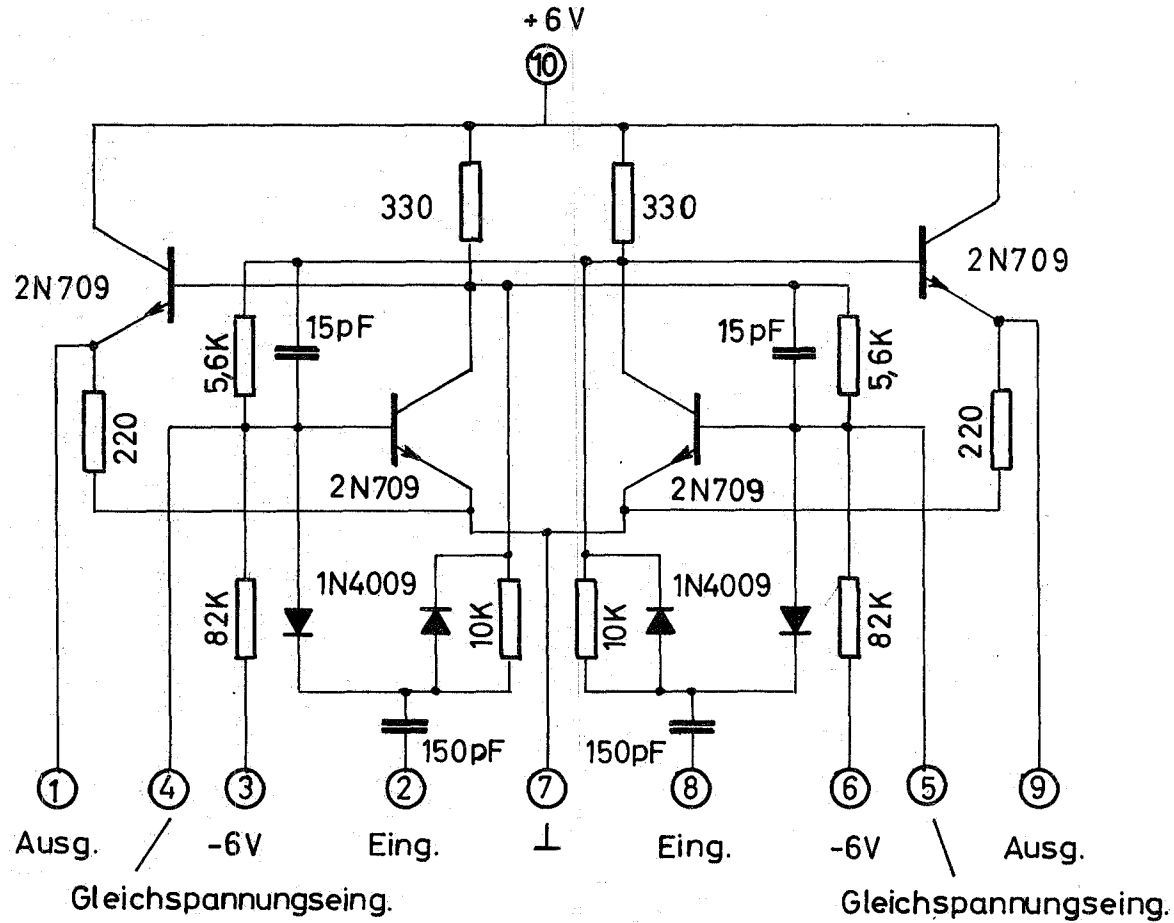 +6V
10
330 330
2N709 2N709
15pF 15pF
5,6K 5,6K
220 220
2N709 2N709
1N4009 1N4009
82K 10K 10K 82K
150pF 150pF
1 4 3 2 7 8 6 5 9
Ausg. -6V Eing. ⊥ Eing. -6V Ausg.
Gleichspannungseing. Gleichspannungseing.